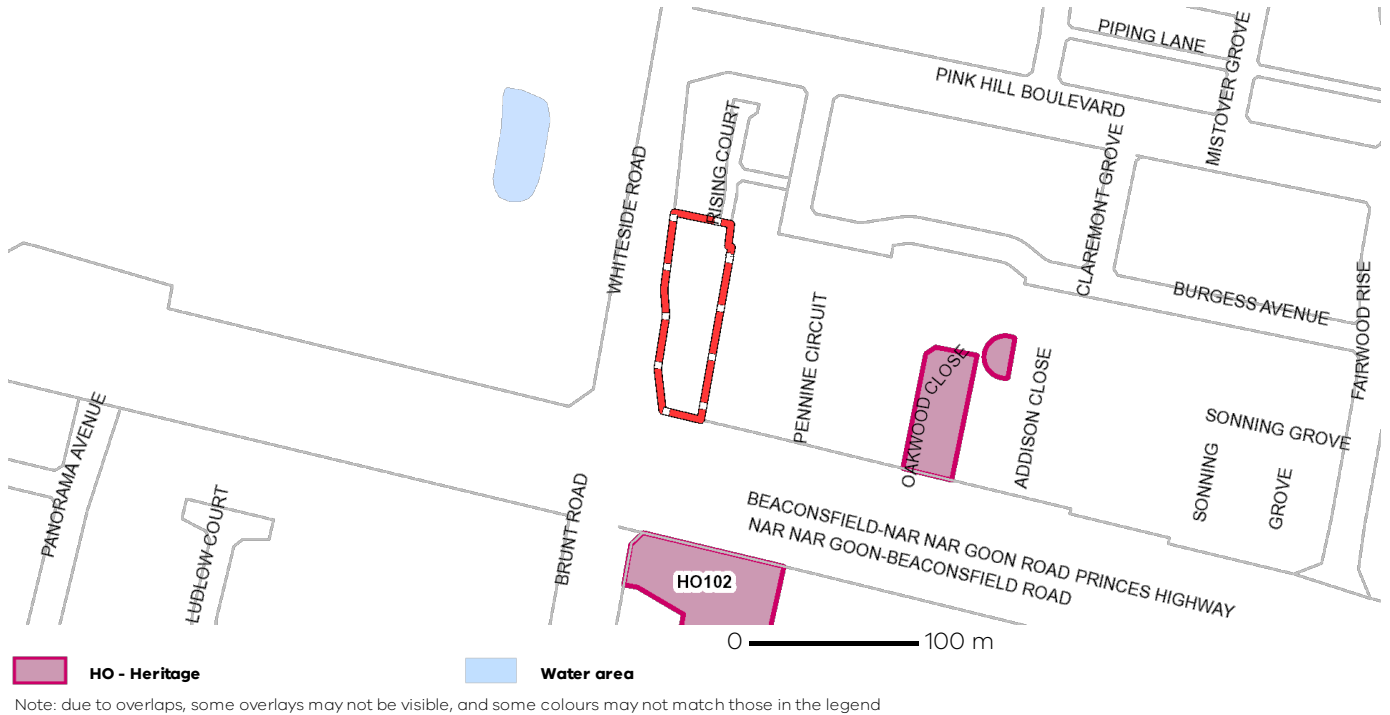 PIPING LANE
MISTOVER GROVE
PINK HILL BOULEVARD
RISING COURT
CLAREMONT GROVE
WHITESIDE ROAD
BURGESS AVENUE
FAIRWOOD RISE
PENNINE CIRCUIT
OAKWOOD CLOSE
ADDISON CLOSE
SONNING GROVE
SONNING
GROVE
PANORAMA AVENUE
LUDLOW COURT
BRUNT ROAD
BEACONSFIELD-NAR NAR GOON ROAD PRINCES HIGHWAY
NAR NAR GOON-BEACONSFIELD ROAD
HO102
0 100 m
HO - Heritage
Water area
Note: due to overlaps, some overlays may not be visible, and some colours may not match those in the legend